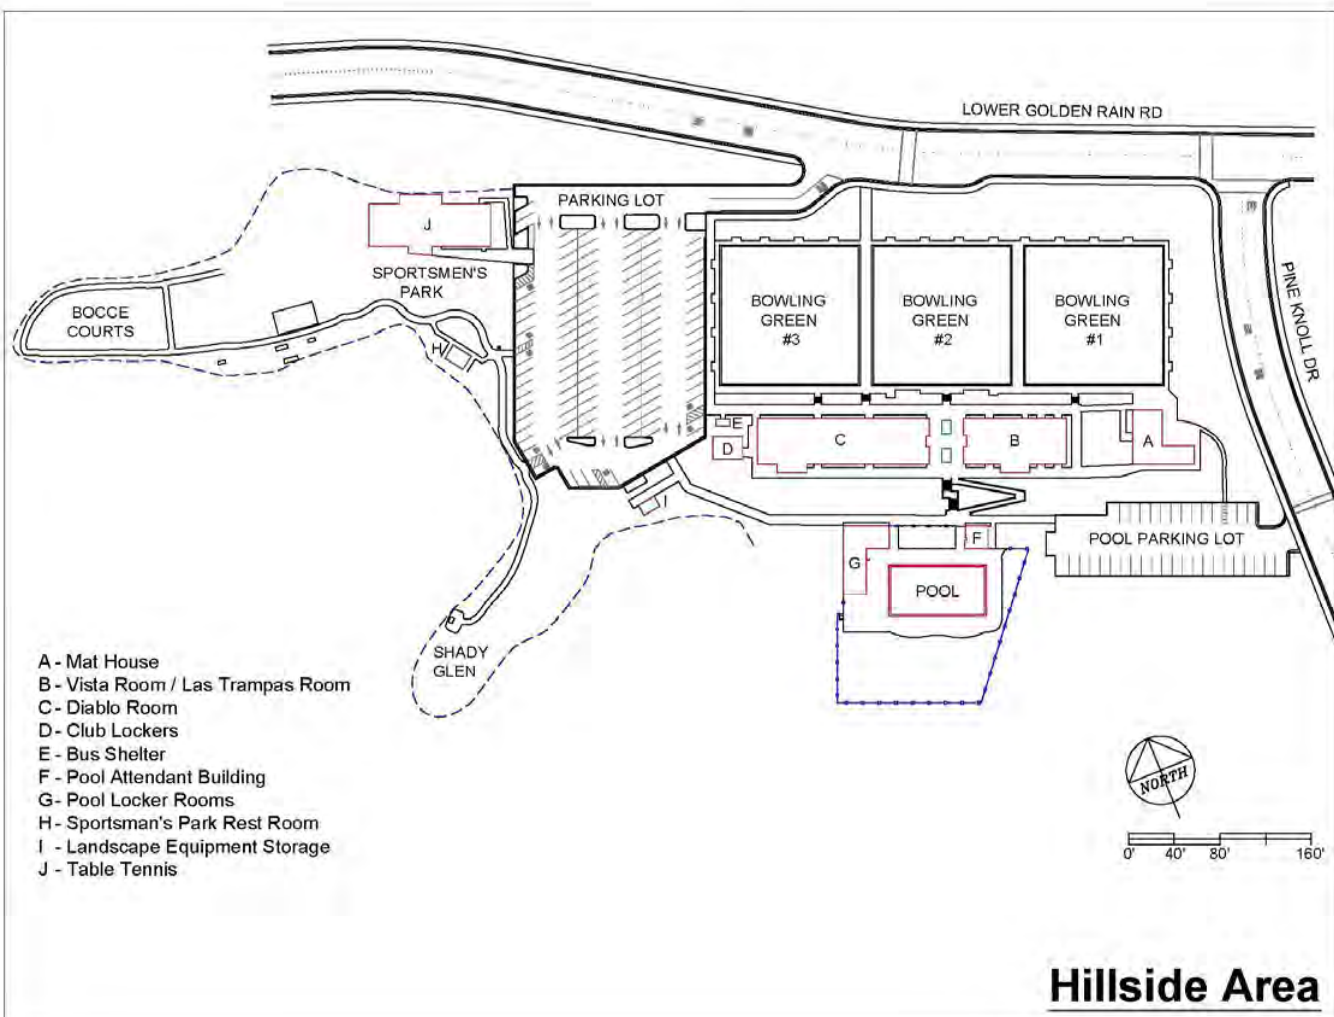 LOWER GOLDEN RAIN RD
PARKING LOT
J
SPORTSMEN'S
PARK
BOCCE
COURTS
H
BOWLING
GREEN
#3
BOWLING
GREEN
#2
BOWLING
GREEN
#1
PINE KNOLL DR
E
D
C
B
A
I
F
G
POOL
POOL PARKING LOT
SHADY
GLEN
A - Mat House
B - Vista Room / Las Trampas Room
C - Diablo Room
D - Club Lockers
E - Bus Shelter
F - Pool Attendant Building
G - Pool Locker Rooms
H - Sportsman's Park Rest Room
I - Landscape Equipment Storage
J - Table Tennis
NORTH
0' 40' 80' 160'
Hillside Area